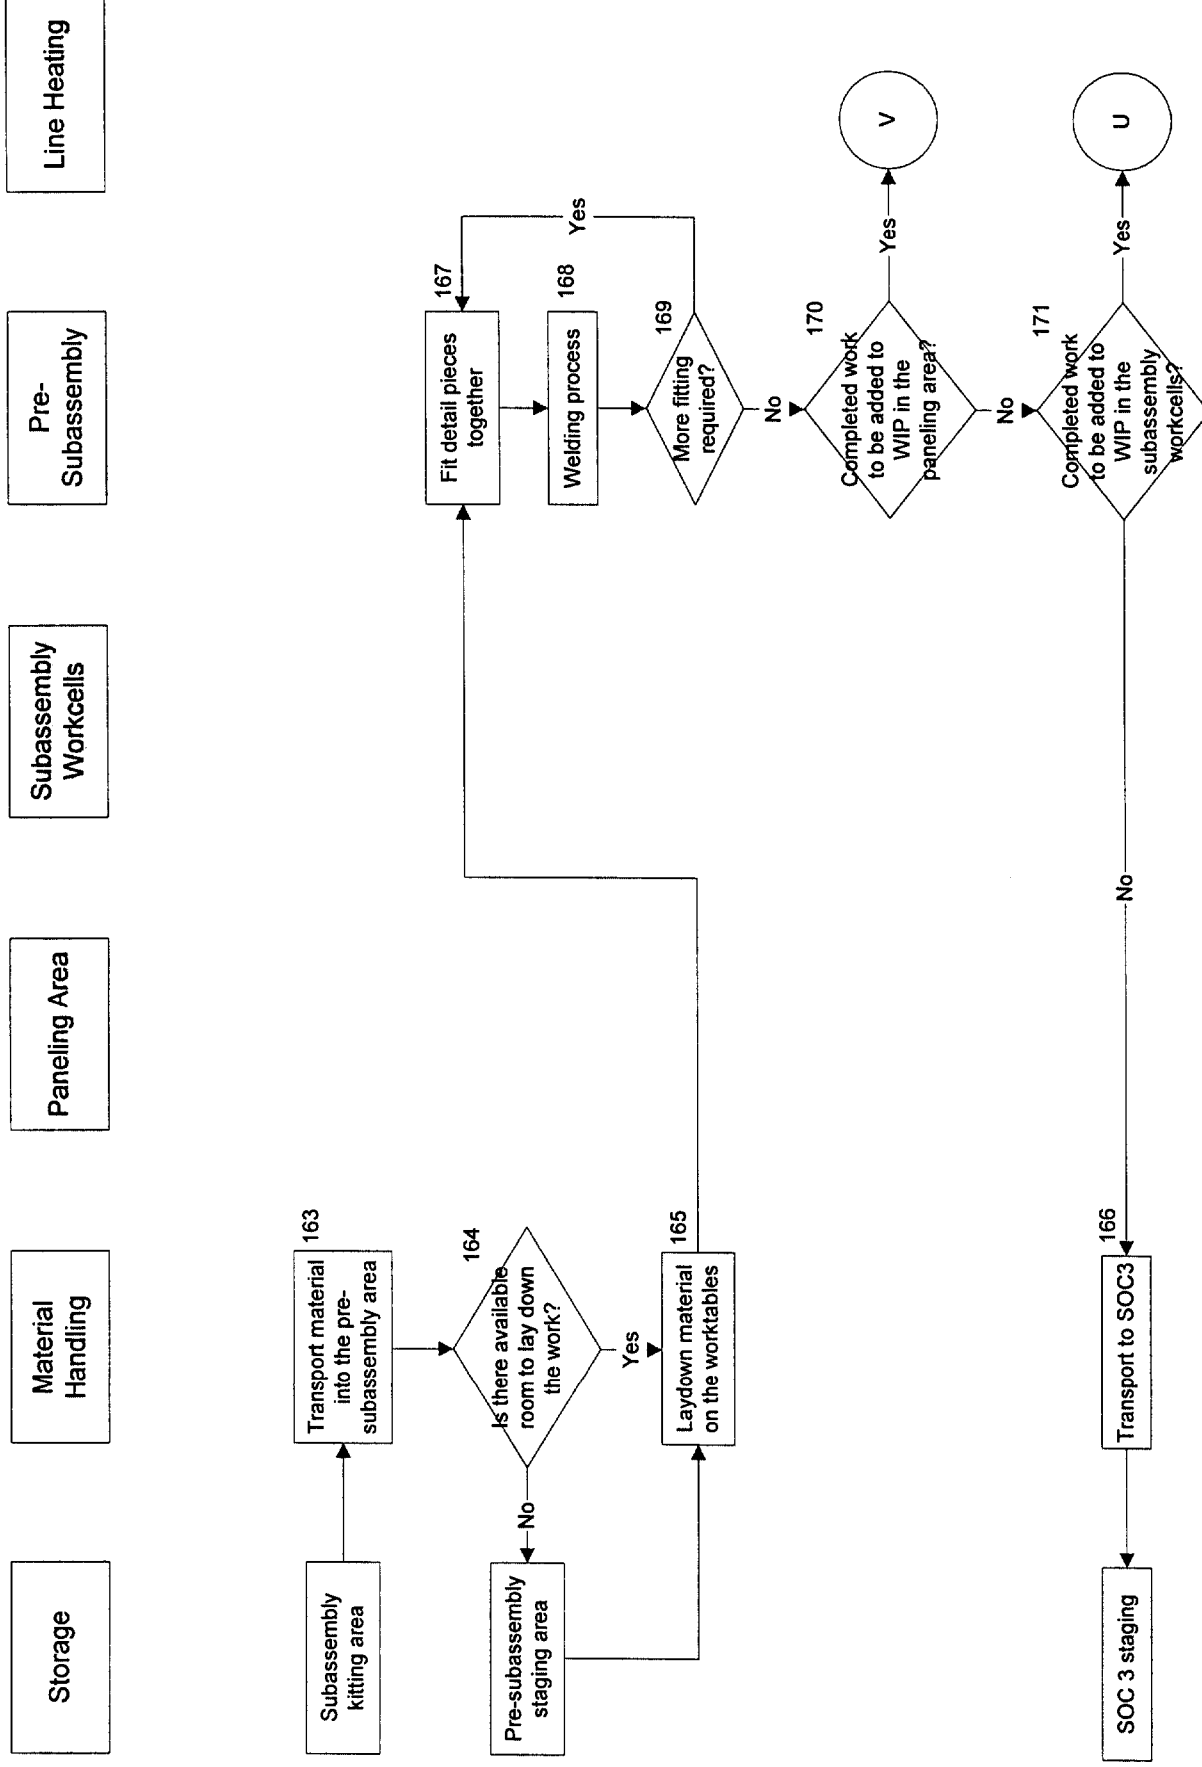 Storage
Material
Handling
Paneling Area
Subassembly
Workcells
Pre-
Subassembly
Line Heating
Subassembly
kitting area
163
Transport material
into the pre-
subassembly area
164
Is there available
room to lay down
the work?
No
Yes
Pre-subassembly
staging area
165
Laydown material
on the worktables
167
Fit detail pieces
together
168
Welding process
169
More fitting
required?
Yes
No
170
Completed work
to be added to
WIP in the
paneling area?
Yes
V
No
171
Completed work
to be added to
WIP in the
subassembly
workcells?
Yes
U
No
166
Transport to SOC3
SOC 3 staging